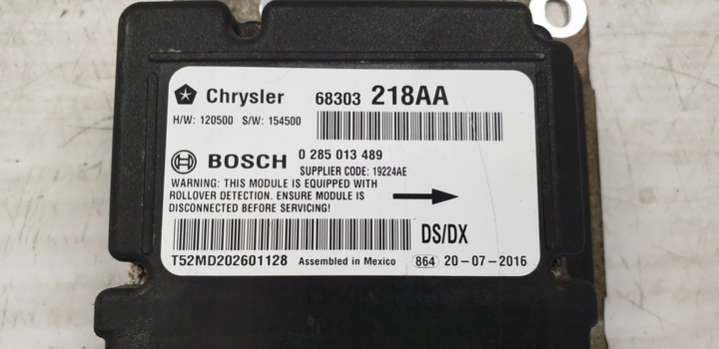 Chrysler 68303 218AA
H/W: 120500 S/W: 154500
BOSCH 0 285 013 489
SUPPLIER CODE: 19224AE
WARNING: THIS MODULE IS EQUIPPED WITH
ROLLOVER DETECTION. ENSURE MODULE IS
DISCONNECTED BEFORE SERVICING!
DS/DX
T52MD202601128 Assembled in Mexico 864 20-07-2016